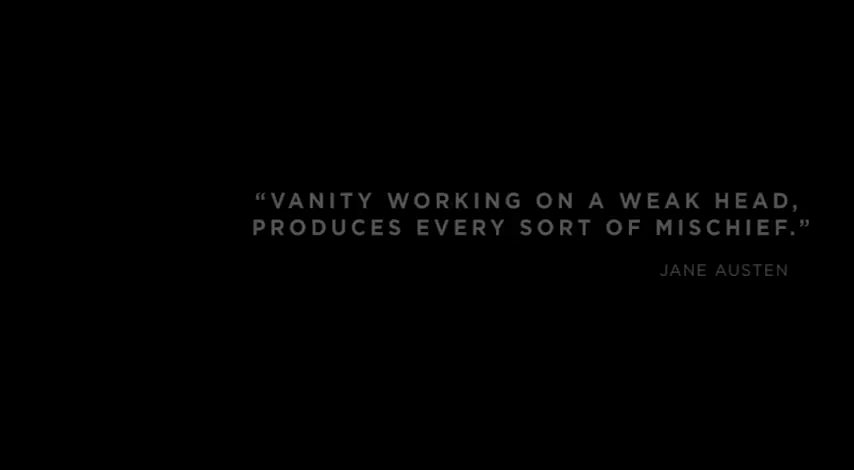 “VANITY WORKING ON A WEAK HEAD,
PRODUCES EVERY SORT OF MISCHIEF.”
JANE AUSTEN